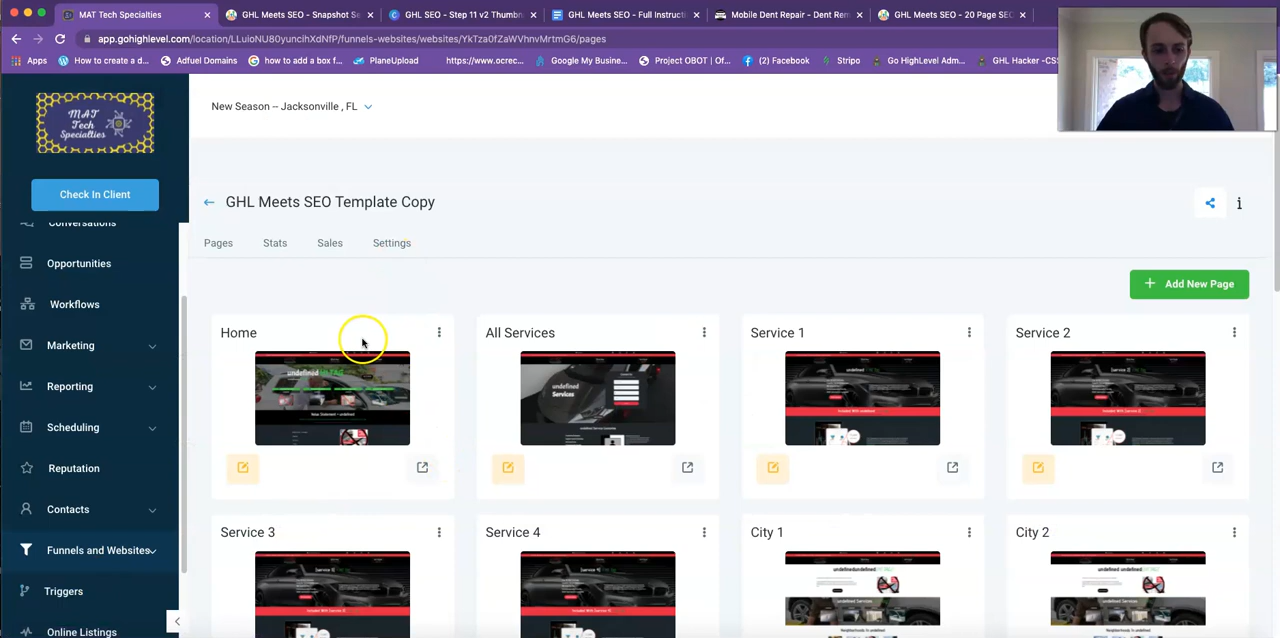 MAT Tech Specialties
GHL Meets SEO - Snapshot Se
GHL SEO - Step 11 v2 Thumbn
GHL Meets SEO - Full Instructi
Mobile Dent Repair - Dent Rem
GHL Meets SEO - 20 Page SEO
app.gohighlevel.com/location/LLuioNU80yuncihXdNfP/funnels-websites/websites/YkTza0fZaWVhnvMrtmG6/pages
Apps
How to create a d...
Adfuel Domains
how to add a box f...
PlaneUpload
https://www.ocrec...
Google My Busine...
Project OBOT | Of...
(2) Facebook
Stripo
Go HighLevel Adm...
GHL Hacker -CSS
MAT
Tech
Specialties
New Season -- Jacksonville , FL
Check In Client
GHL Meets SEO Template Copy
Conversations
Pages
Stats
Sales
Settings
Opportunities
+ Add New Page
Workflows
Home
All Services
Service 1
Service 2
Marketing
Reporting
Scheduling
Reputation
Contacts
Service 3
Service 4
City 1
City 2
Funnels and Websites
Triggers
Online Listings